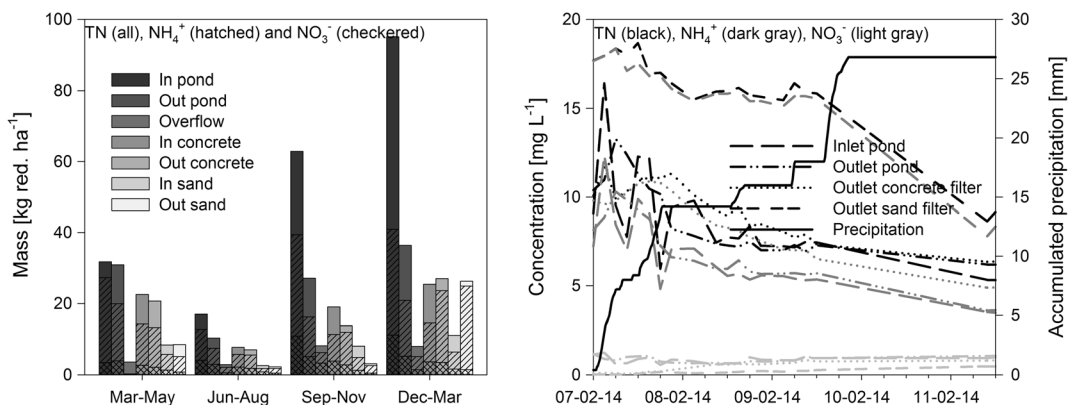 TN (all), NH₄⁺ (hatched) and NO₃⁻ (checkered)
Mass [kg red. ha⁻¹]
100
80
60
40
20
0
In pond
Out pond
Overflow
In concrete
Out concrete
In sand
Out sand
Mar-May
Jun-Aug
Sep-Nov
Dec-Mar
TN (black), NH₄⁺ (dark gray), NO₃⁻ (light gray)
Concentration [mg L⁻¹]
20
15
10
5
0
Inlet pond
Outlet pond
Outlet concrete filter
Outlet sand filter
Precipitation
30
25
20
15
10
5
0
Accumulated precipitation [mm]
07-02-14
08-02-14
09-02-14
10-02-14
11-02-14